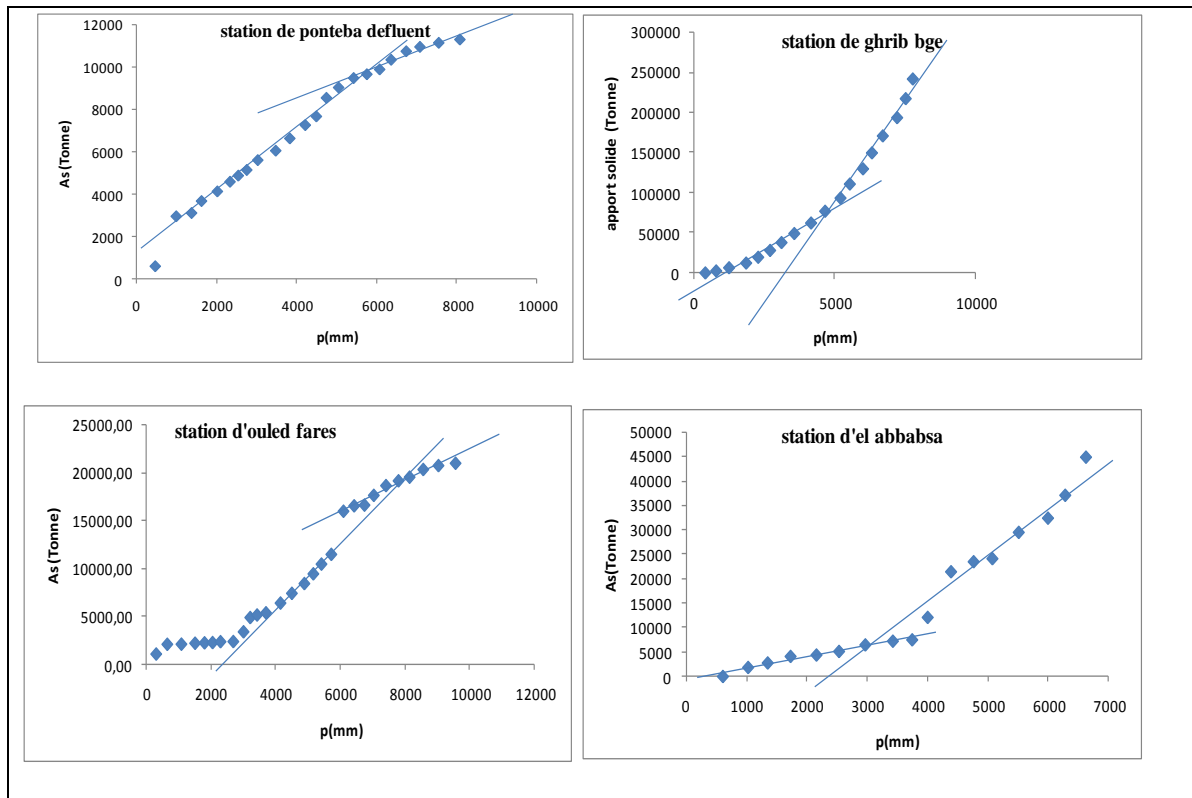 station de ponteba defluent
12000
10000
8000
6000
4000
2000
0
As (Tonne)
0 2000 4000 6000 8000 10000
p(mm)
station de ghrib bge
300000
250000
200000
150000
100000
50000
0
apport solide (Tonne)
0 5000 10000
p(mm)
station d'ouled fares
25000,00
20000,00
15000,00
10000,00
5000,00
0,00
As (Tonne)
0 2000 4000 6000 8000 10000 12000
p(mm)
station d'el abbabsa
50000
45000
40000
35000
30000
25000
20000
15000
10000
5000
0
As(Tonne)
0 1000 2000 3000 4000 5000 6000 7000
p(mm)